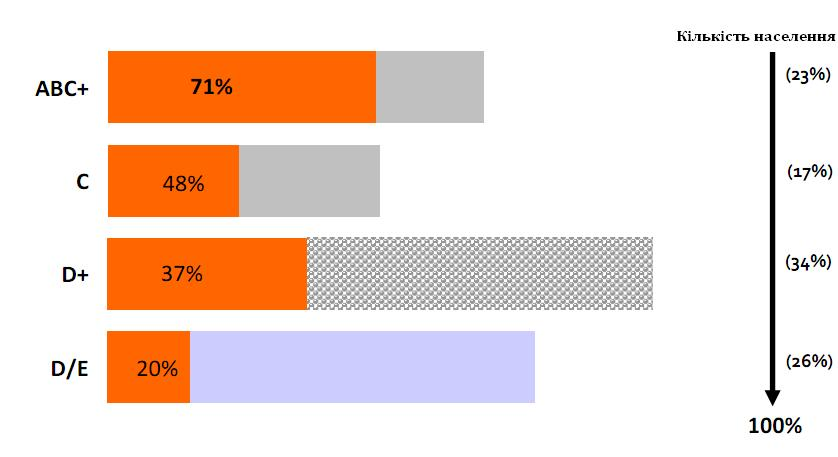 Кількість населення
ABC+
71%
(23%)
C
48%
(17%)
D+
37%
(34%)
D/E
20%
(26%)
100%